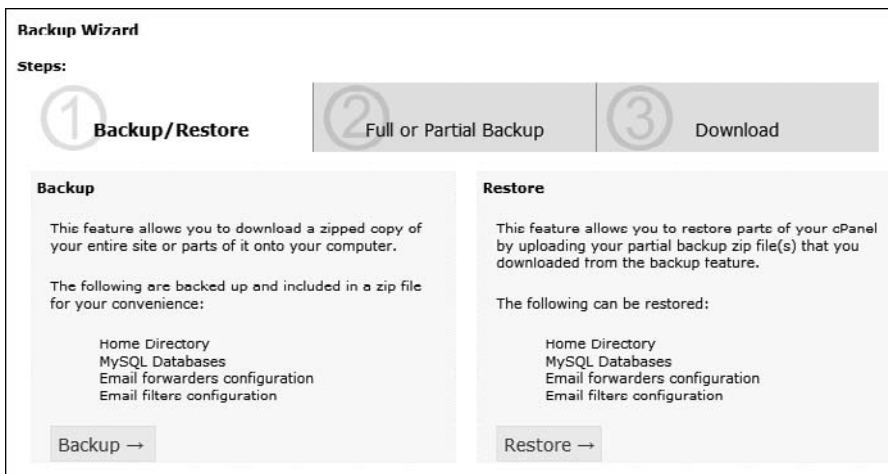 Backup Wizard
Steps:
1 Backup/Restore
2 Full or Partial Backup
3 Download
Backup
This feature allows you to download a zipped copy of
your entire site or parts of it onto your computer.
The following are backed up and included in a zip file
for your convenience:
Home Directory
MySQL Databases
Email forwarders configuration
Email filters configuration
Backup →
Restore
This feature allows you to restore parts of your cPanel
by uploading your partial backup zip file(s) that you
downloaded from the backup feature.
The following can be restored:
Home Directory
MySQL Databases
Email forwarders configuration
Email filters configuration
Restore →